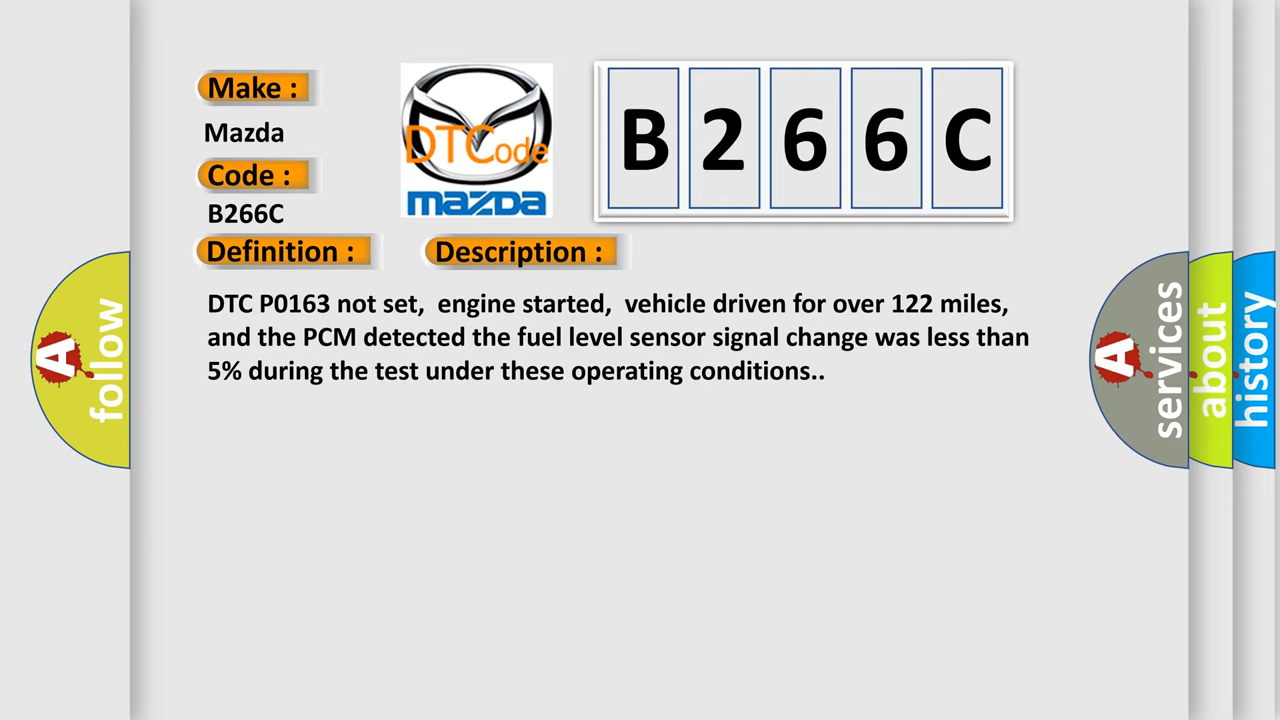 Make :
Mazda
Code :
B266C
Definition :
Description :
DTC P0163 not set, engine started, vehicle driven for over 122 miles,
and the PCM detected the fuel level sensor signal change was less than
5% during the test under these operating conditions..
DTCode
mazda
B 2 6 6 C
A follow
A services
about
history